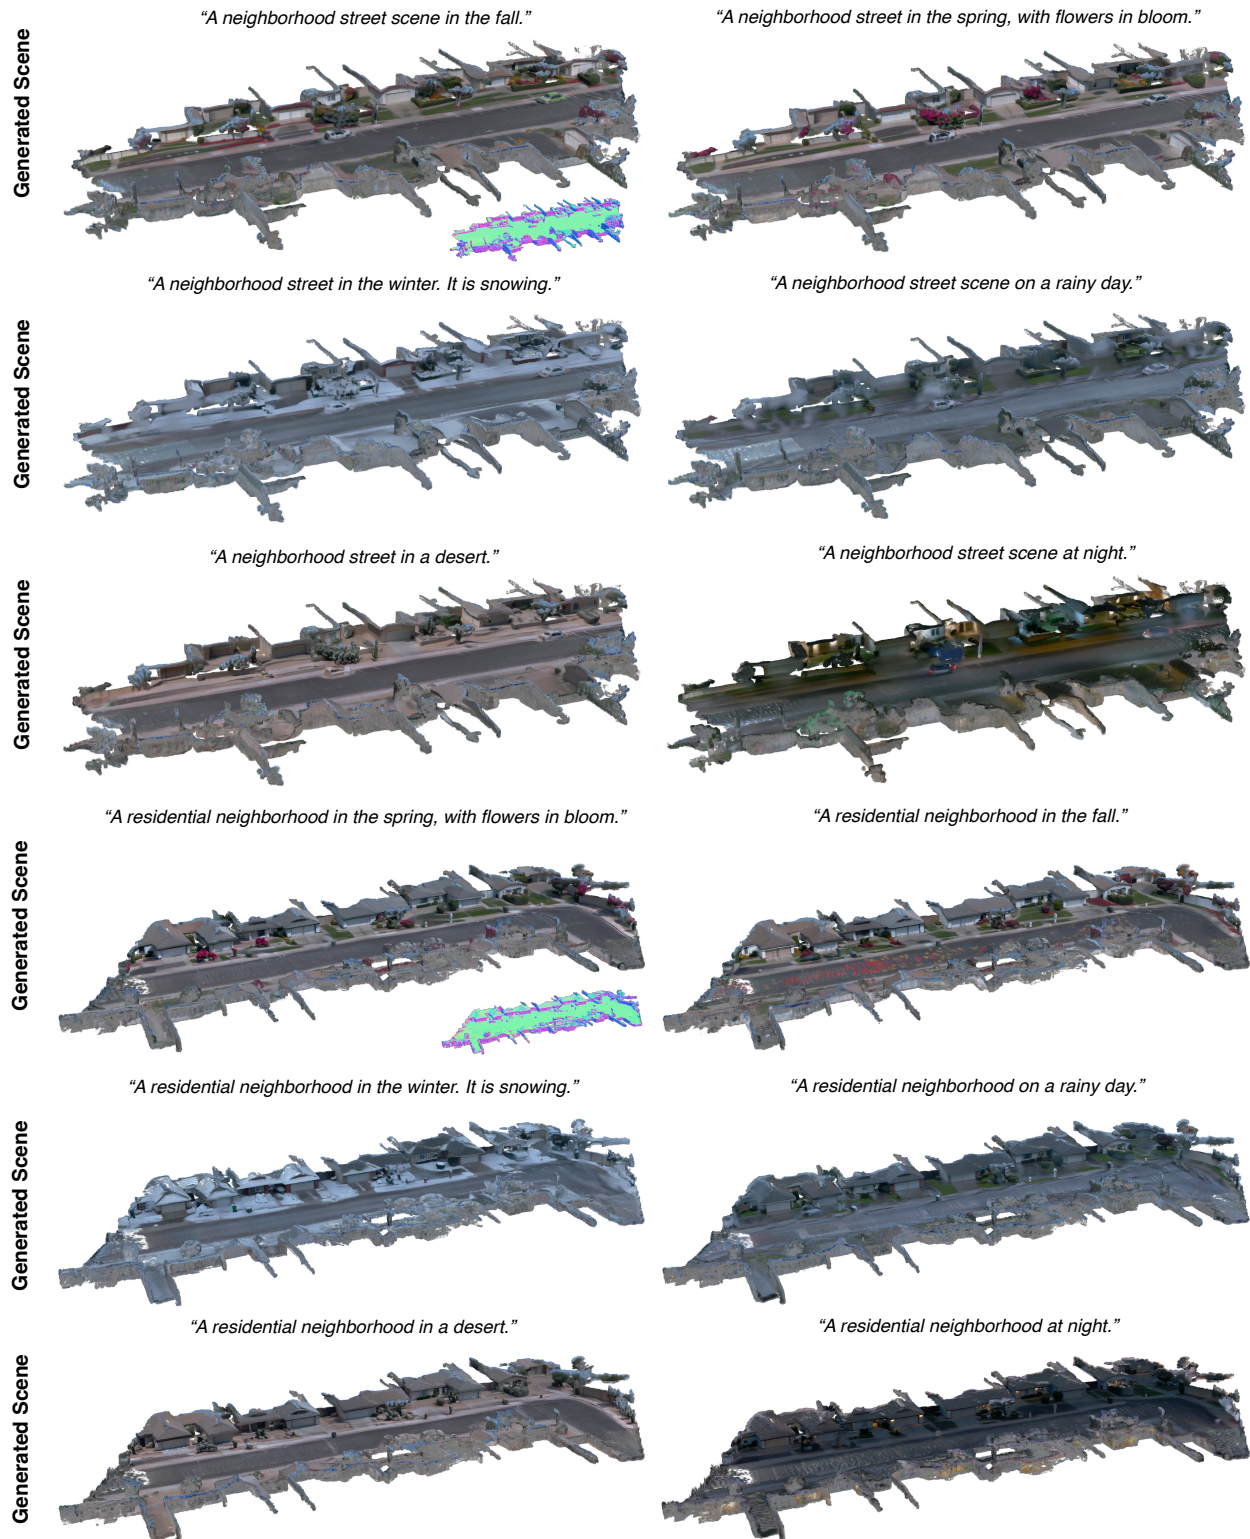 “A neighborhood street scene in the fall.”
“A neighborhood street in the spring, with flowers in bloom.”
Generated Scene
“A neighborhood street in the winter. It is snowing.”
“A neighborhood street scene on a rainy day.”
Generated Scene
“A neighborhood street in a desert.”
“A neighborhood street scene at night.”
Generated Scene
“A residential neighborhood in the spring, with flowers in bloom.”
“A residential neighborhood in the fall.”
Generated Scene
“A residential neighborhood in the winter. It is snowing.”
“A residential neighborhood on a rainy day.”
Generated Scene
“A residential neighborhood in a desert.”
“A residential neighborhood at night.”
Generated Scene